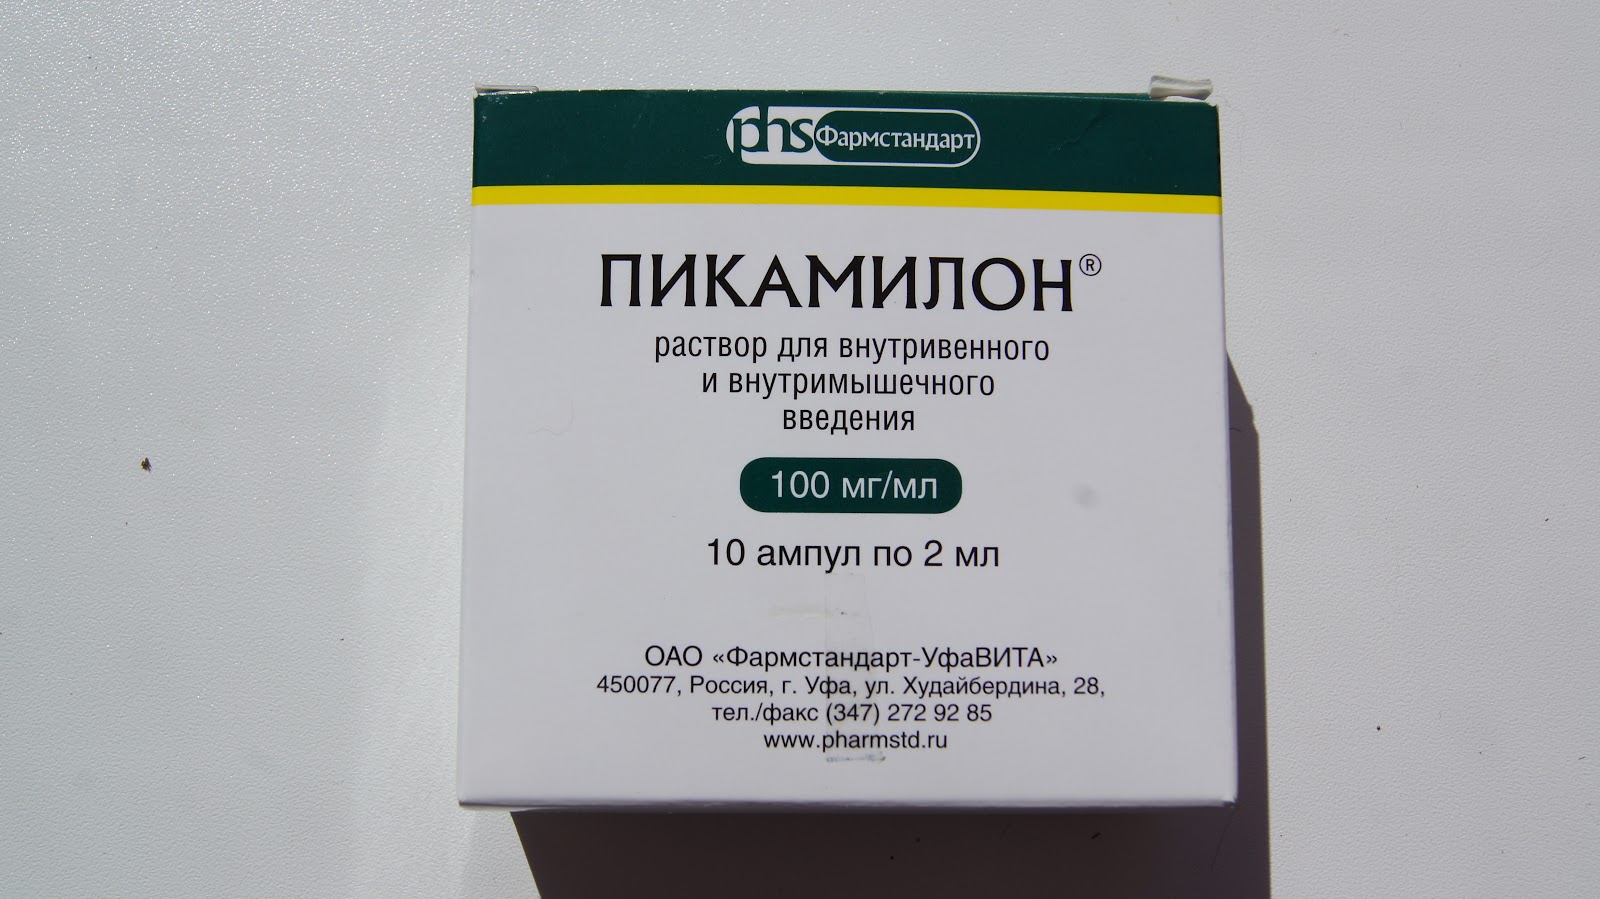 phs Фармстандарт
ПИКАМИЛОН®
раствор для внутривенного
и внутримышечного
введения
100 мг/мл
10 ампул по 2 мл
ОАО «Фармстандарт-УфаВИТА»
450077, Россия, г. Уфа, ул. Худайбердина, 28,
тел./факс (347) 272 92 85
www.pharmstd.ru